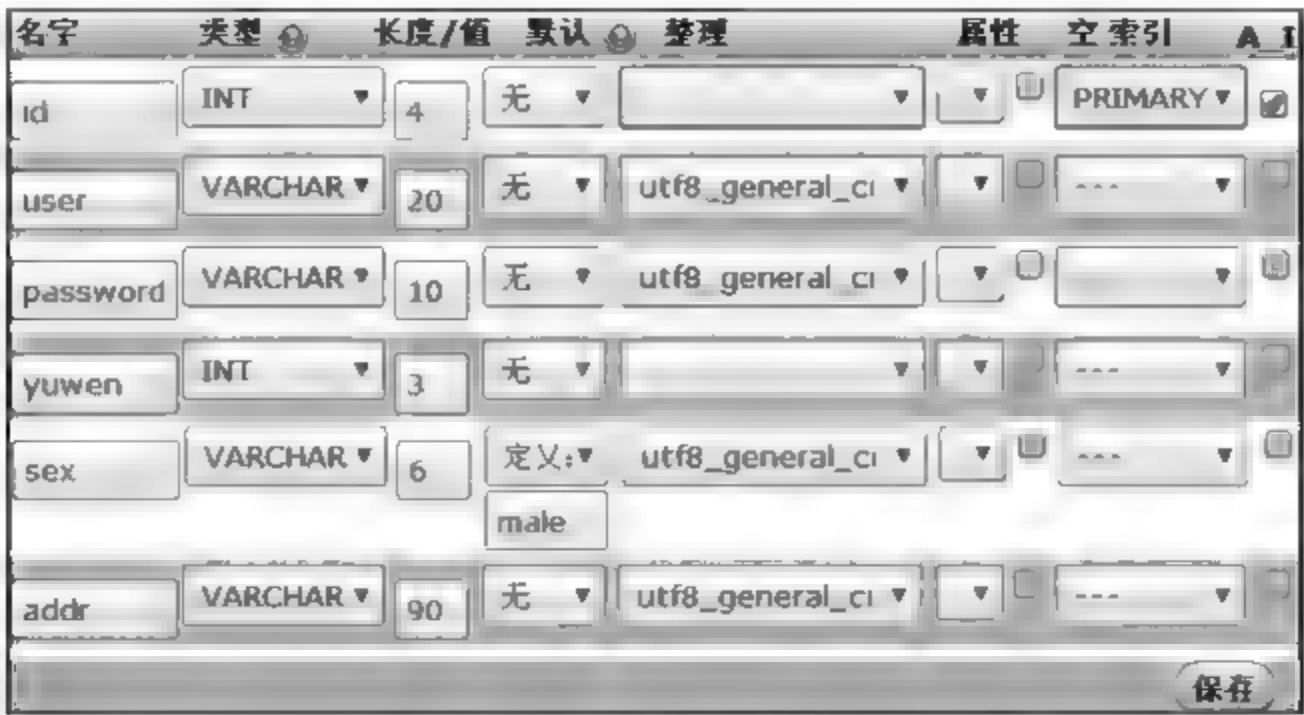 名字 类型 长度/值 默认 整理 属性 空 索引 A_I
id INT 4 无 PRIMARY
user VARCHAR 20 无 utf8_general_ci ---
password VARCHAR 10 无 utf8_general_ci
yuwen INT 3 无 ---
sex VARCHAR 6 定义: utf8_general_ci ---
male
addr VARCHAR 90 无 utf8_general_ci ---
保存